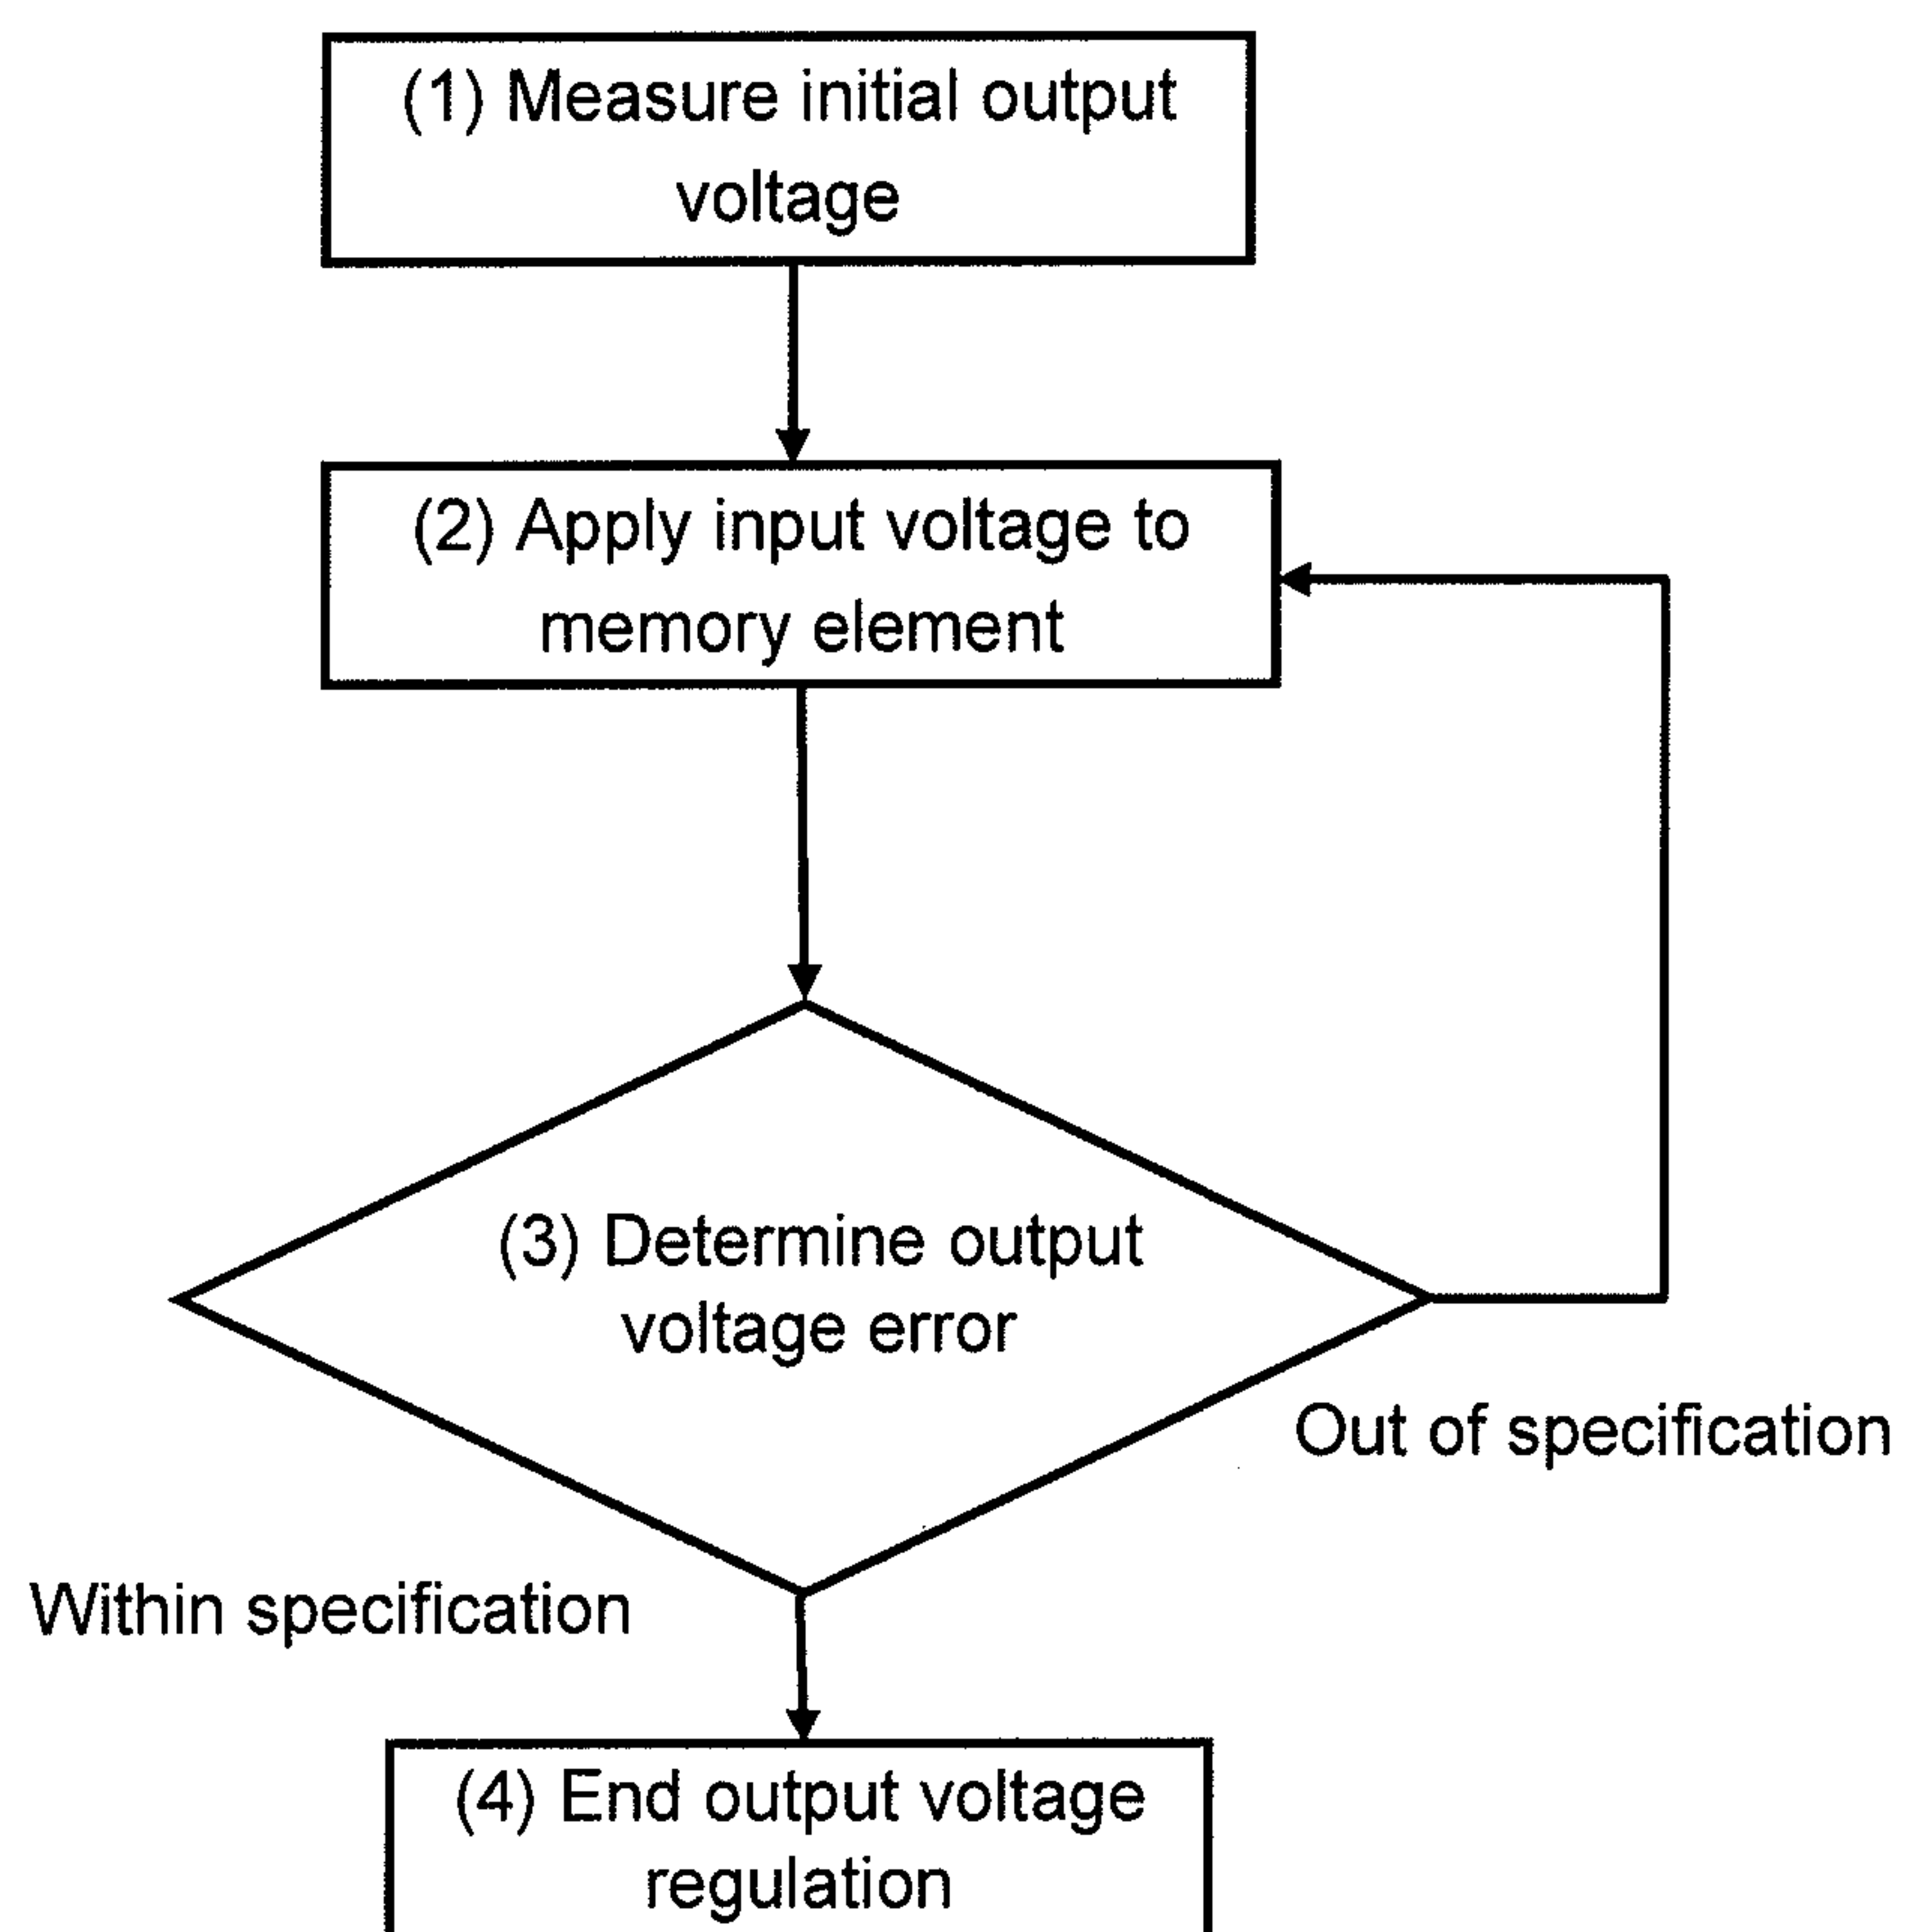 (1) Measure initial output
voltage
(2) Apply input voltage to
memory element
(3) Determine output
voltage error
Out of specification
Within specification
(4) End output voltage
regulation